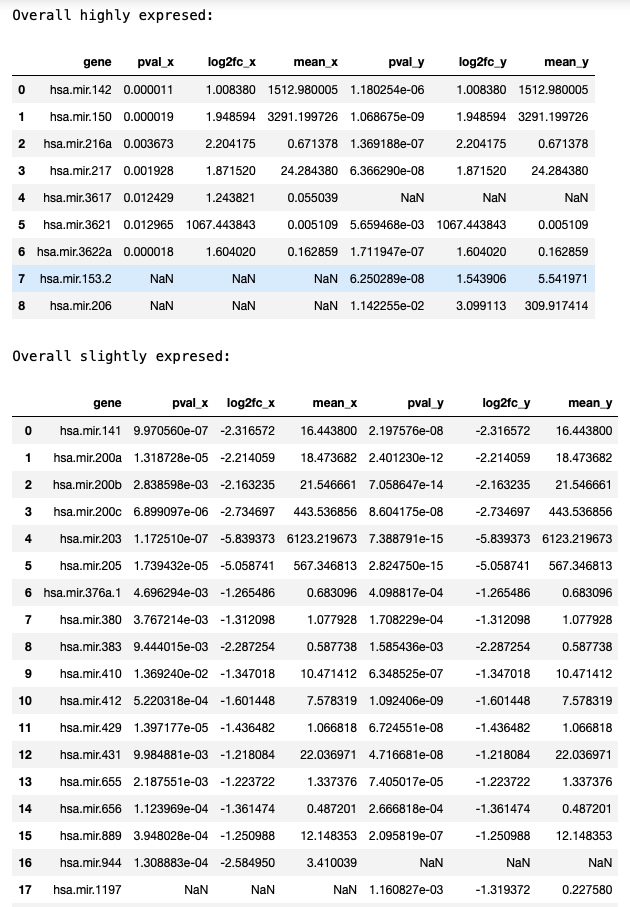 Overall highly expresed:
gene pval_x log2fc_x mean_x pval_y log2fc_y mean_y
0 hsa.mir.142 0.000011 1.008380 1512.980005 1.180254e-06 1.008380 1512.980005
1 hsa.mir.150 0.000019 1.948594 3291.199726 1.068675e-09 1.948594 3291.199726
2 hsa.mir.216a 0.003673 2.204175 0.671378 1.369188e-07 2.204175 0.671378
3 hsa.mir.217 0.001928 1.871520 24.284380 6.366290e-08 1.871520 24.284380
4 hsa.mir.3617 0.012429 1.243821 0.055039 NaN NaN NaN
5 hsa.mir.3621 0.012965 1067.443843 0.005109 5.659468e-03 1067.443843 0.005109
6 hsa.mir.3622a 0.000018 1.604020 0.162859 1.711947e-07 1.604020 0.162859
7 hsa.mir.153.2 NaN NaN NaN 6.250289e-08 1.543906 5.541971
8 hsa.mir.206 NaN NaN NaN 1.142255e-02 3.099113 309.917414
Overall slightly expresed:
gene pval_x log2fc_x mean_x pval_y log2fc_y mean_y
0 hsa.mir.141 9.970560e-07 -2.316572 16.443800 2.197576e-08 -2.316572 16.443800
1 hsa.mir.200a 1.318728e-05 -2.214059 18.473682 2.401230e-12 -2.214059 18.473682
2 hsa.mir.200b 2.838598e-03 -2.163235 21.546661 7.058647e-14 -2.163235 21.546661
3 hsa.mir.200c 6.899097e-06 -2.734697 443.536856 8.604175e-08 -2.734697 443.536856
4 hsa.mir.203 1.172510e-07 -5.839373 6123.219673 7.388791e-15 -5.839373 6123.219673
5 hsa.mir.205 1.739432e-05 -5.058741 567.346813 2.824750e-15 -5.058741 567.346813
6 hsa.mir.376a.1 4.696294e-03 -1.265486 0.683096 4.098817e-04 -1.265486 0.683096
7 hsa.mir.380 3.767214e-03 -1.312098 1.077928 1.708229e-04 -1.312098 1.077928
8 hsa.mir.383 9.444015e-03 -2.287254 0.587738 1.585436e-03 -2.287254 0.587738
9 hsa.mir.410 1.369240e-02 -1.347018 10.471412 6.348525e-07 -1.347018 10.471412
10 hsa.mir.412 5.220318e-04 -1.601448 7.578319 1.092406e-09 -1.601448 7.578319
11 hsa.mir.429 1.397177e-05 -1.436482 1.066818 6.724551e-08 -1.436482 1.066818
12 hsa.mir.431 9.984881e-03 -1.218084 22.036971 4.716681e-08 -1.218084 22.036971
13 hsa.mir.655 2.187551e-03 -1.223722 1.337376 7.405017e-05 -1.223722 1.337376
14 hsa.mir.656 1.123969e-04 -1.361474 0.487201 2.666818e-04 -1.361474 0.487201
15 hsa.mir.889 3.948028e-04 -1.250988 12.148353 2.095819e-07 -1.250988 12.148353
16 hsa.mir.944 1.308883e-04 -2.584950 3.410039 NaN NaN NaN
17 hsa.mir.1197 NaN NaN NaN 1.160827e-03 -1.319372 0.227580